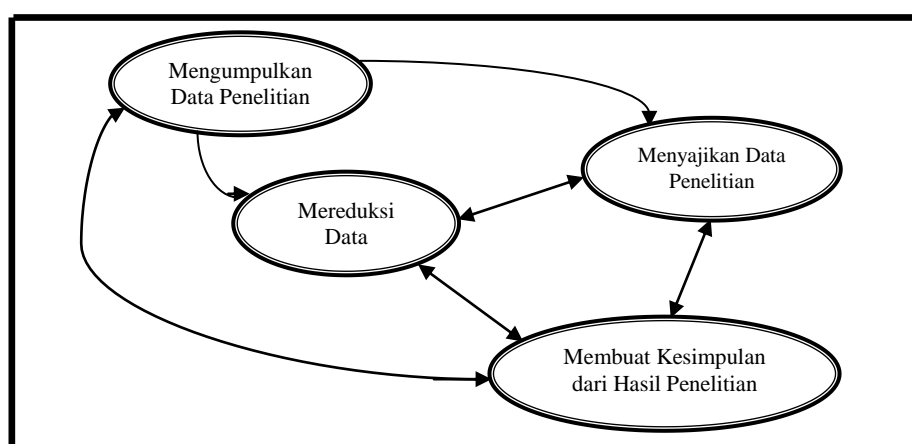 Mengumpulkan
Data Penelitian
Menyajikan Data
Penelitian
Mereduksi
Data
Membuat Kesimpulan
dari Hasil Penelitian